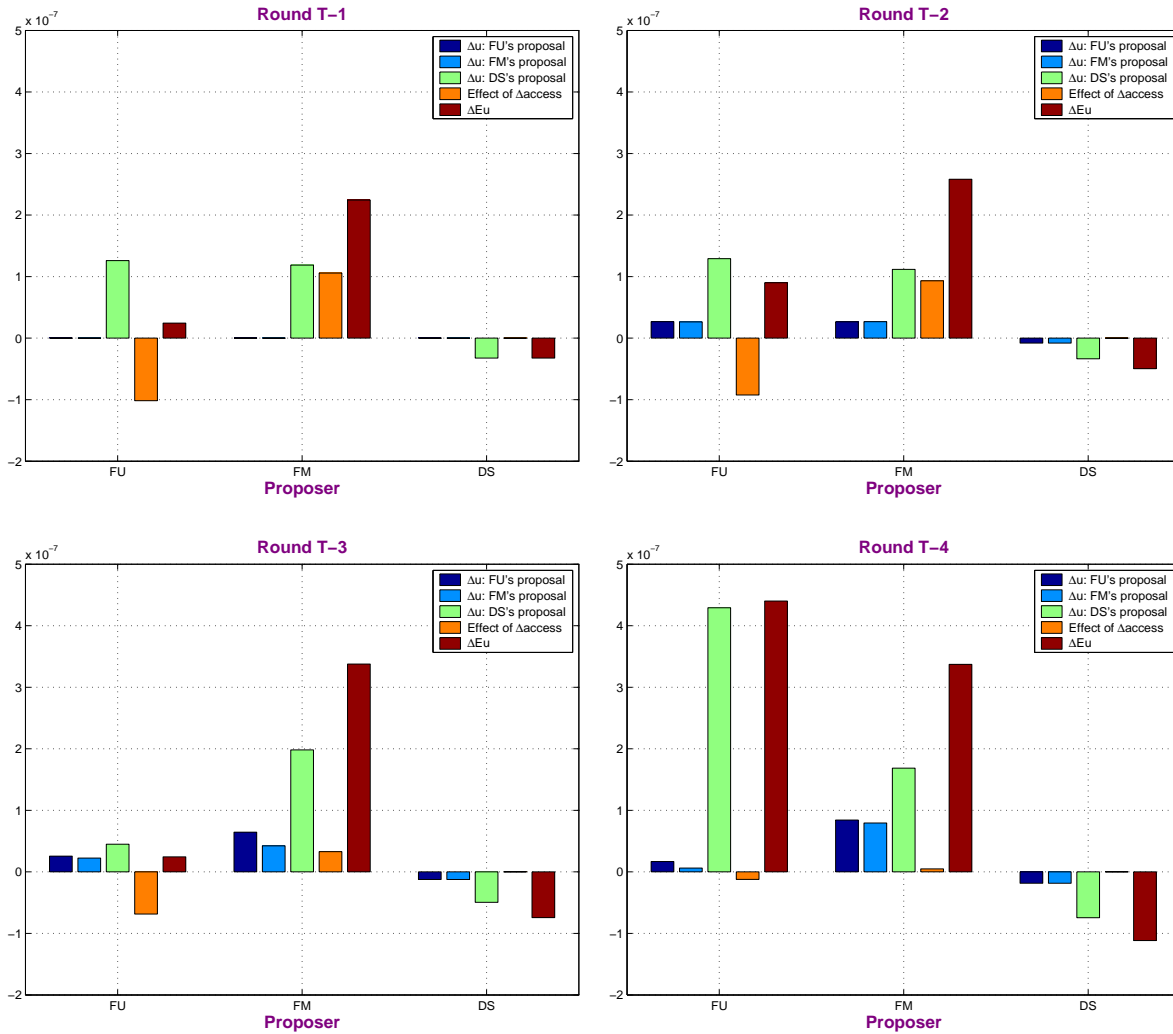 Round T−1
x 10−7
5
4
3
2
1
0
−1
−2
Δu: FU's proposal
Δu: FM's proposal
Δu: DS's proposal
Effect of Δaccess
ΔEu
FU FM DS
Proposer
Round T−2
x 10−7
5
4
3
2
1
0
−1
−2
Δu: FU's proposal
Δu: FM's proposal
Δu: DS's proposal
Effect of Δaccess
ΔEu
FU FM DS
Proposer
Round T−3
x 10−7
5
4
3
2
1
0
−1
−2
Δu: FU's proposal
Δu: FM's proposal
Δu: DS's proposal
Effect of Δaccess
ΔEu
FU FM DS
Proposer
Round T−4
x 10−7
5
4
3
2
1
0
−1
−2
Δu: FU's proposal
Δu: FM's proposal
Δu: DS's proposal
Effect of Δaccess
ΔEu
FU FM DS
Proposer